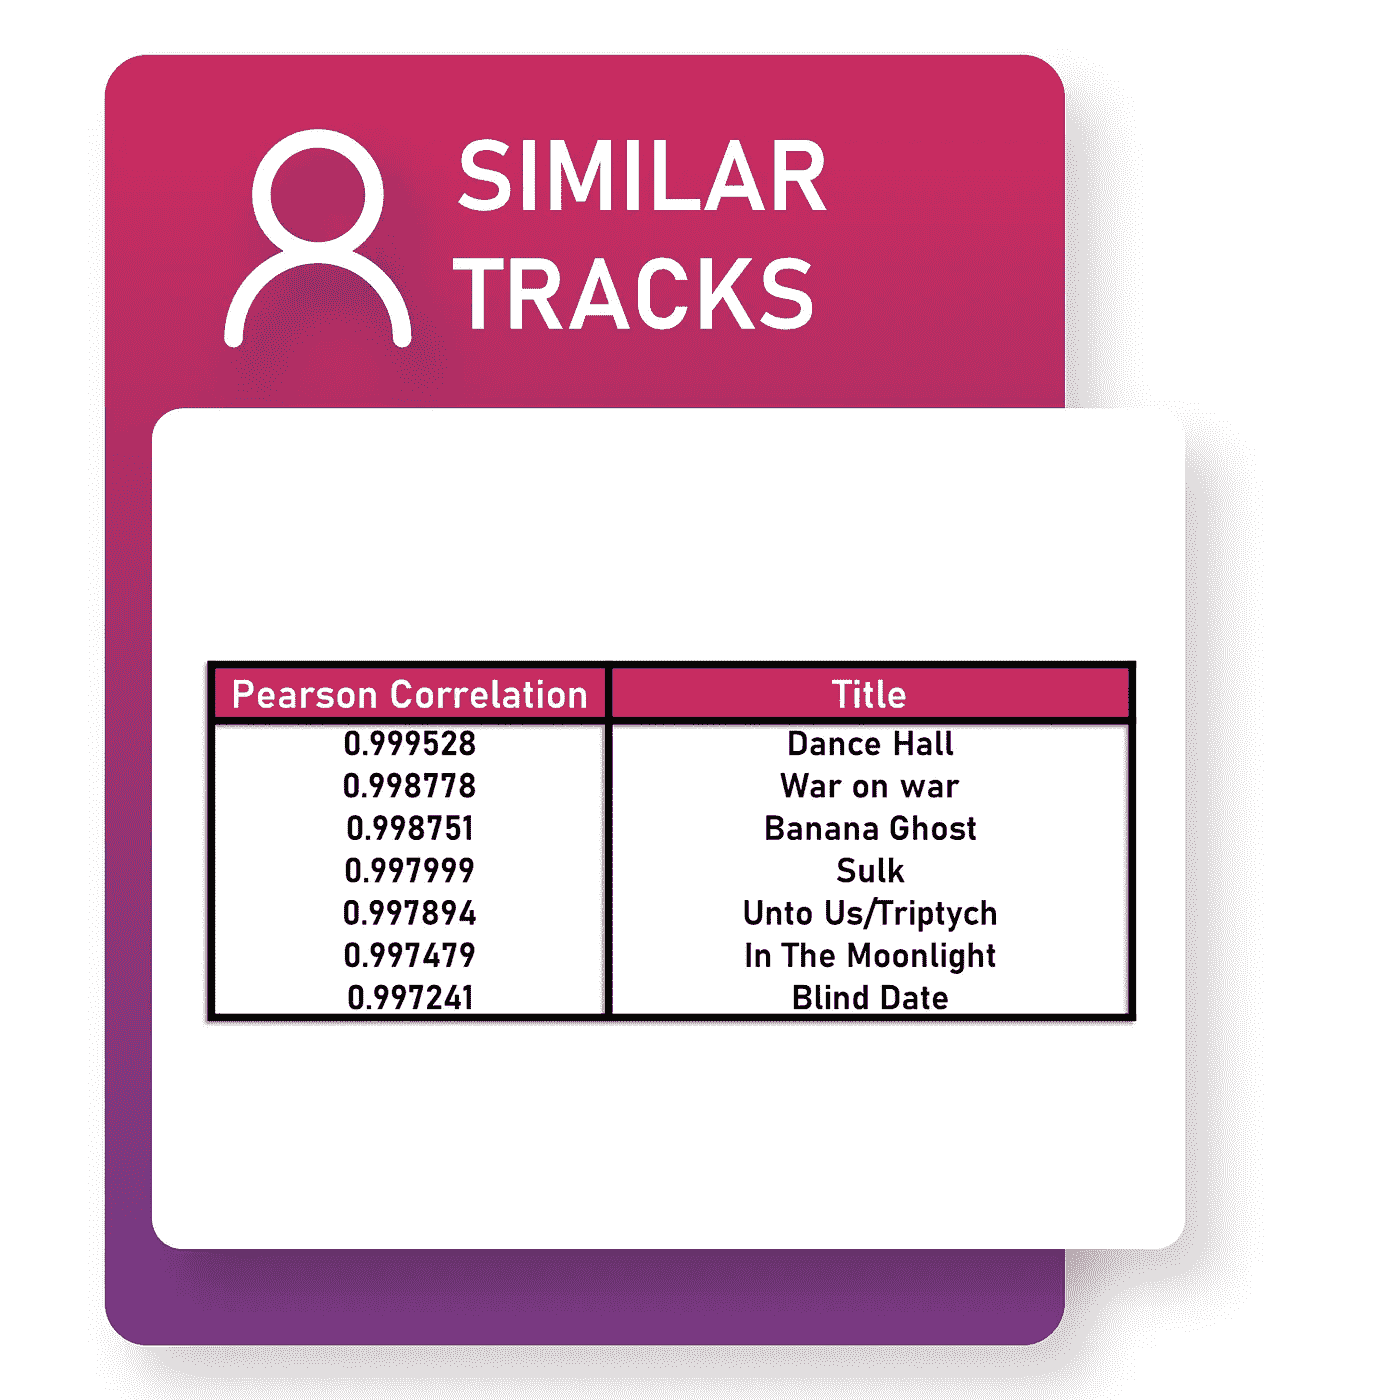 SIMILAR
TRACKS
Pearson Correlation Title
0.999528 Dance Hall
0.998778 War on war
0.998751 Banana Ghost
0.997999 Sulk
0.997894 Unto Us/Triptych
0.997479 In The Moonlight
0.997241 Blind Date